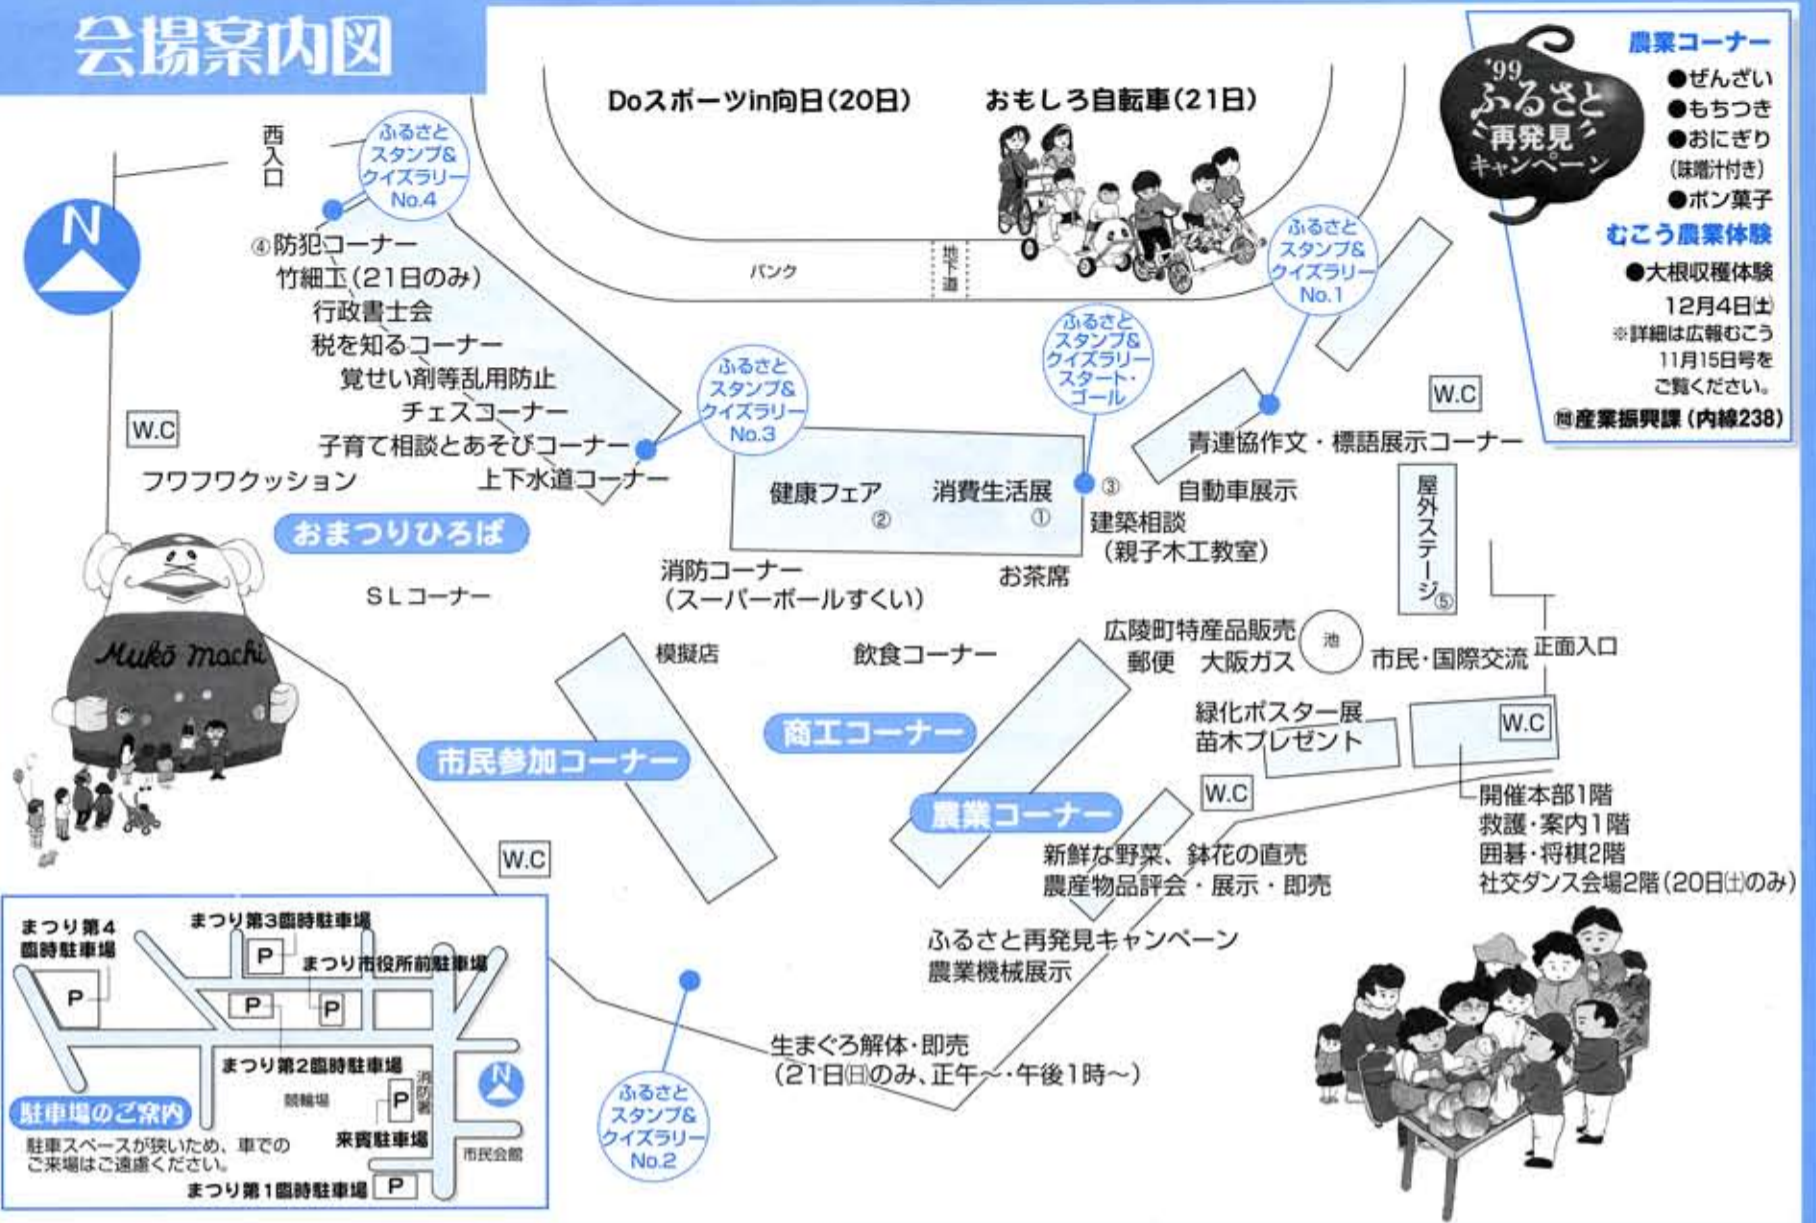 会場案内図
Doスポーツin向日(20日)
おもしろ自転車(21日)
'99
ふるさと
再発見
キャンペーン
農業コーナー
●ぜんざい
●もちつき
●おにぎり
(味噌汁付き)
●ポン菓子
むこう農業体験
●大根収穫体験
12月4日㈯
※詳細は広報むこう
11月15日号を
ご覧ください。
㉄産業振興課(内線238)
西入口
ふるさと
スタンプ&
クイズラリー
No.4
N
④防犯コーナー
竹細工(21日のみ)
行政書士会
税を知るコーナー
覚せい剤等乱用防止
チェスコーナー
子育て相談とあそびコーナー
上下水道コーナー
バンク
地下道
ふるさと
スタンプ&
クイズラリー
No.1
ふるさと
スタンプ&
クイズラリー
スタート・
ゴール
ふるさと
スタンプ&
クイズラリー
No.3
W.C
W.C
フワフワクッション
おまつりひろば
SLコーナー
健康フェア
②
消費生活展
①
③
建築相談
(親子木工教室)
青連協作文・標語展示コーナー
自動車展示
屋外ステージ⑤
消防コーナー
(スーパーボールすくい)
お茶席
模擬店
飲食コーナー
広陵町特産品販売
郵便 大阪ガス
池
市民・国際交流
正面入口
Mukō machi
市民参加コーナー
商工コーナー
農業コーナー
緑化ポスター展
苗木プレゼント
W.C
W.C
W.C
開催本部1階
救護・案内1階
囲碁・将棋2階
社交ダンス会場2階(20日㈯のみ)
新鮮な野菜、鉢花の直売
農産物品評会・展示・即売
ふるさと再発見キャンペーン
農業機械展示
生まぐろ解体・即売
(21日㈰のみ、正午～・午後1時～)
ふるさと
スタンプ&
クイズラリー
No.2
まつり第4
臨時駐車場
P
まつり第3臨時駐車場
P
まつり市役所前駐車場
P
P
まつり第2臨時駐車場
競輪場
消防署
P
N
来賓駐車場
市民会館
まつり第1臨時駐車場
P
駐車場のご案内
駐車スペースが狭いため、車での
ご来場はご遠慮ください。